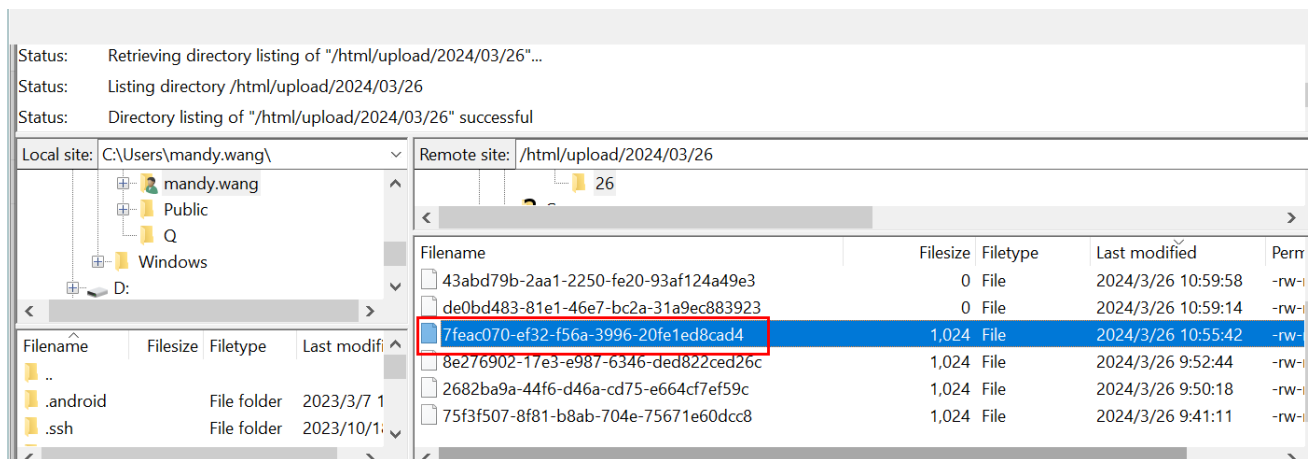 Status: Retrieving directory listing of "/html/upload/2024/03/26"...
Status: Listing directory /html/upload/2024/03/26
Status: Directory listing of "/html/upload/2024/03/26" successful
Local site: C:\Users\mandy.wang\
Remote site: /html/upload/2024/03/26
mandy.wang
Public
Q
Windows
D:
26
Filename Filesize Filetype Last modified Perm
43abd79b-2aa1-2250-fe20-93af124a49e3 0 File 2024/3/26 10:59:58 -rw-
de0bd483-81e1-46e7-bc2a-31a9ec883923 0 File 2024/3/26 10:59:14 -rw-
7feac070-ef32-f56a-3996-20fe1ed8cad4 1,024 File 2024/3/26 10:55:42 -rw-
8e276902-17e3-e987-6346-ded822ced26c 1,024 File 2024/3/26 9:52:44 -rw-
2682ba9a-44f6-d46a-cd75-e664cf7ef59c 1,024 File 2024/3/26 9:50:18 -rw-
75f3f507-8f81-b8ab-704e-75671e60dcc8 1,024 File 2024/3/26 9:41:11 -rw-
Filename Filesize Filetype Last modifi
..
.android File folder 2023/3/7 1
.ssh File folder 2023/10/1